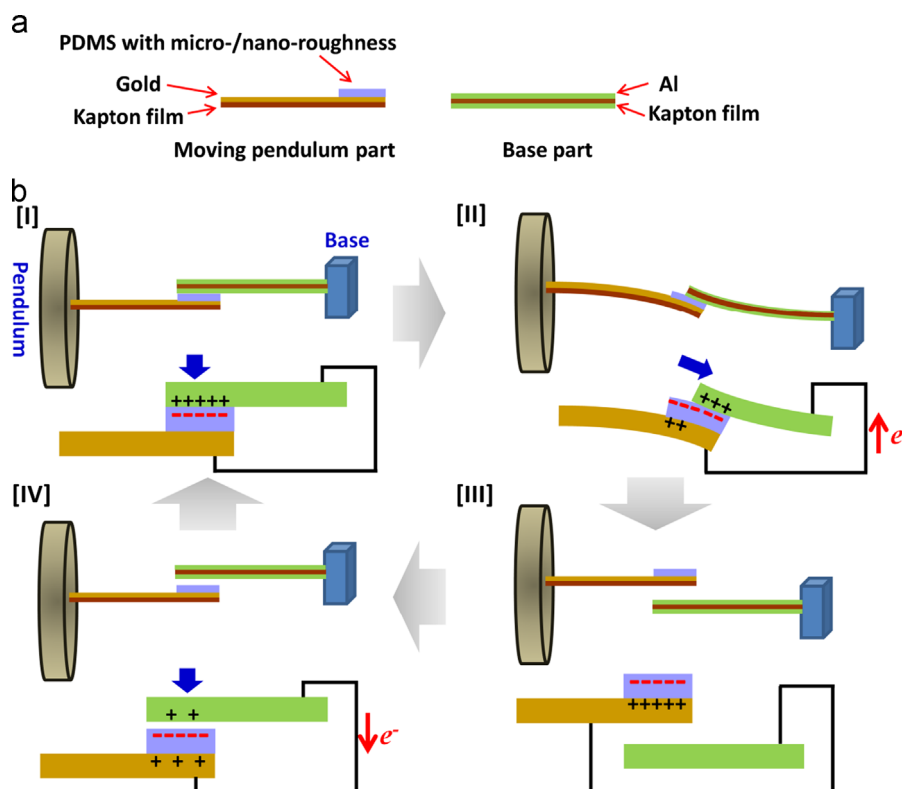 a
PDMS with micro-/nano-roughness
Gold
Kapton film
Al
Kapton film
Moving pendulum part
Base part
b
[I]
Pendulum
Base
+++++
-----
[II]
-----
+++
++
e
[IV]
+ +
-----
+ + +
e-
[III]
-----
+++++